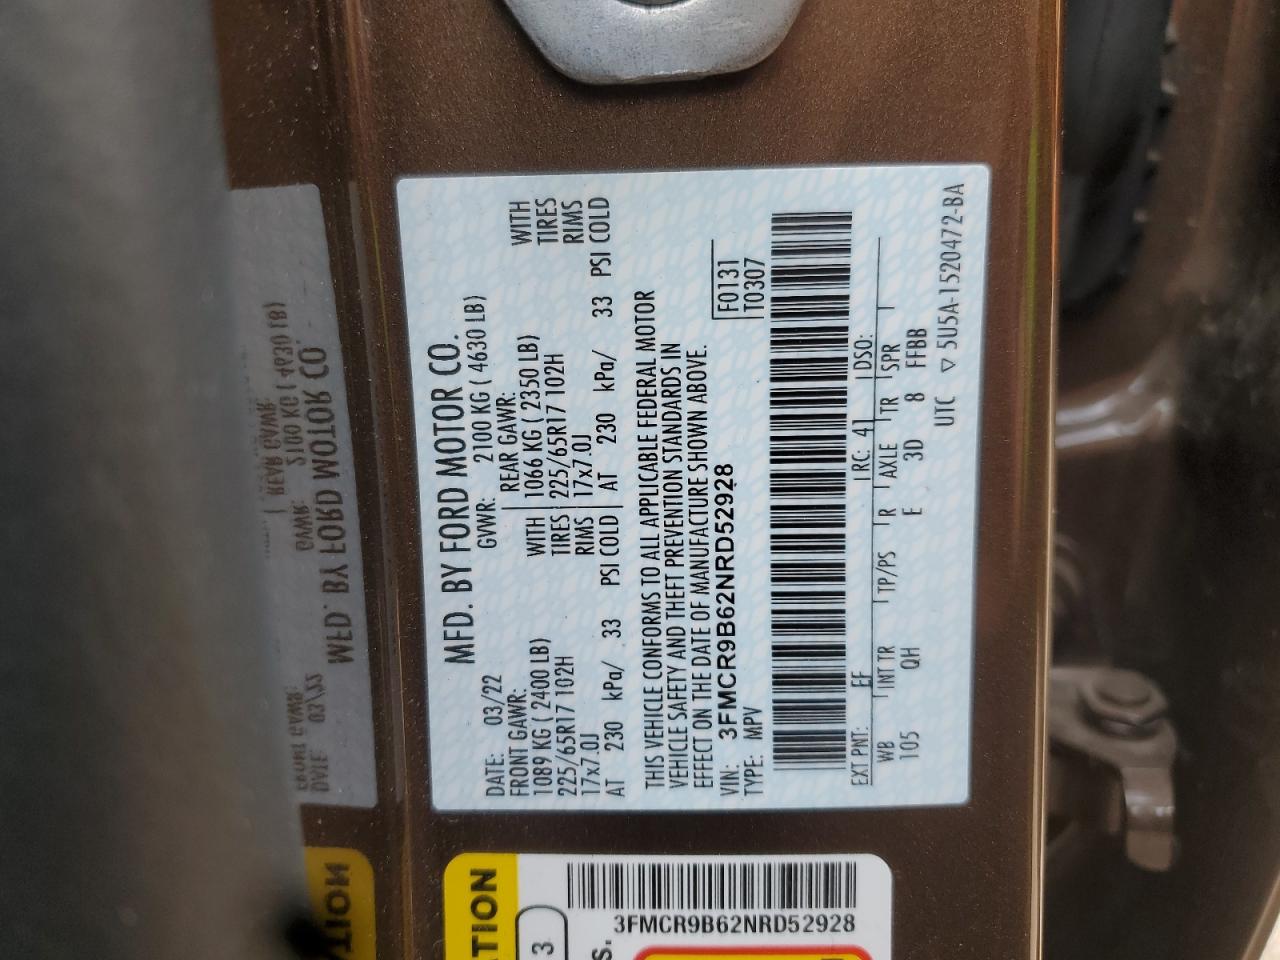 MFD. BY FORD MOTOR CO.
DATE: 03/22 GVWR: 2100 KG ( 4630 LB)
FRONT GAWR: REAR GAWR:
1089 KG ( 2400 LB) WITH 1066 KG ( 2350 LB) WITH
225/65R17 102H TIRES 225/65R17 102H TIRES
17x7.0J RIMS 17x7.0J RIMS
AT 230 kPa/ 33 PSI COLD AT 230 kPa/ 33 PSI COLD
THIS VEHICLE CONFORMS TO ALL APPLICABLE FEDERAL MOTOR
VEHICLE SAFETY AND THEFT PREVENTION STANDARDS IN
EFFECT ON THE DATE OF MANUFACTURE SHOWN ABOVE.
VIN: 3FMCR9B62NRD52928 F0131
TYPE: MPV T0307
EXT PNT: EF RC: 41 DSO:
WB INT TR TP/PS R AXLE TR SPR
105 QH E 3D 8 FFBB
UTC ▽ 5U5A-1520472-BA
TION
3
S.
3FMCR9B62NRD52928